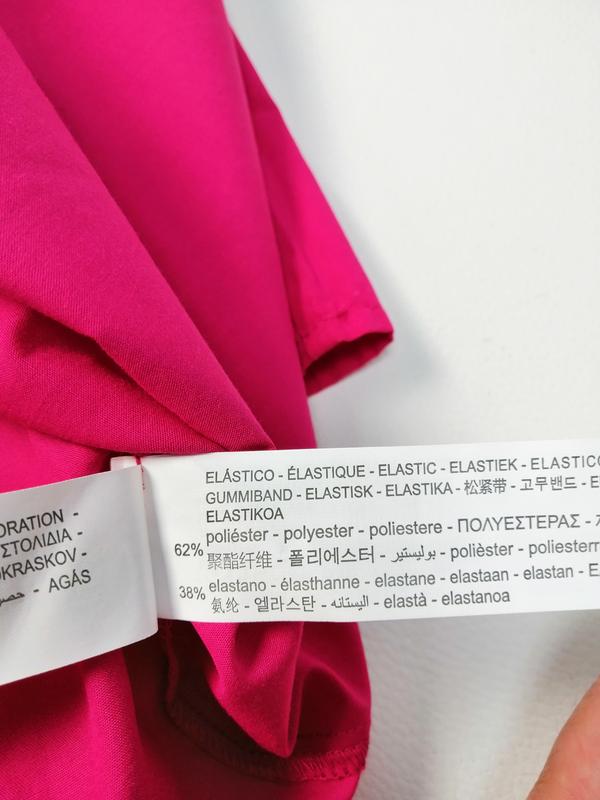 ORATION -
ΣΤΟΛΙΔΙΑ -
OKRASKOV -
- AGÁS
ELÁSTICO - ÉLASTIQUE - ELASTIC - ELASTIEK - ELASTICO
GUMMIBAND - ELASTISK - ELASTIKA - 松紧带 - 고무밴드 - E
ELASTIKOA
62% poliéster - polyester - poliestere - ΠΟΛΥΕΣΤΕΡΑΣ -
聚酯纤维 - 폴리에스터 - بوليستير - polièster - poliesterr
38% elastano - élasthanne - elastane - elastaan - elastan - E
氨纶 - 엘라스탄 - اليستانه - elastà - elastanoa